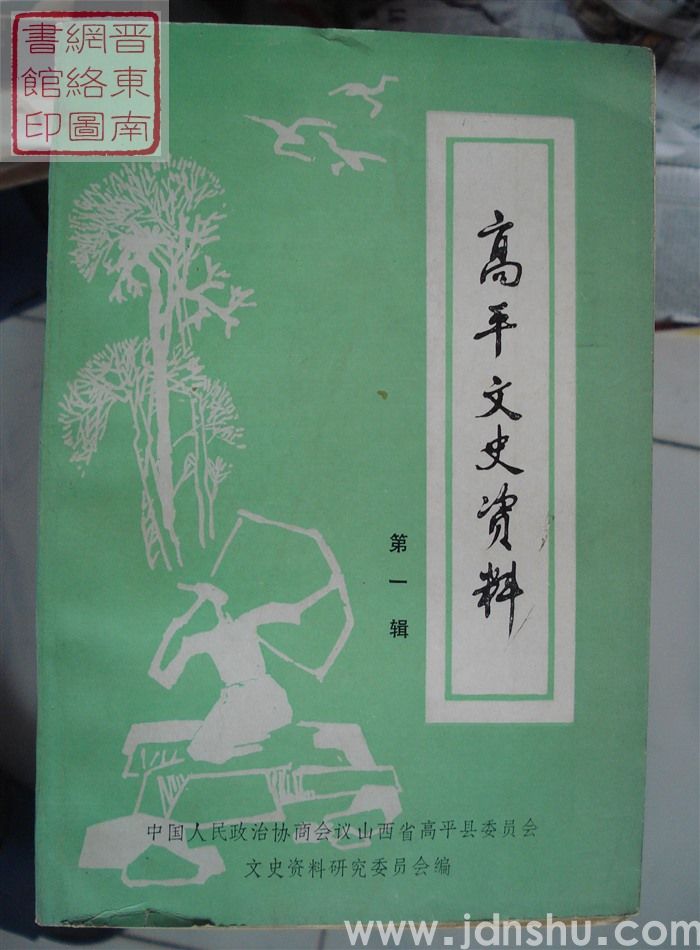 晋東南
網絡圖
書館印
高平文史资料
第一辑
中国人民政治协商会议山西省高平县委员会
文史资料研究委员会编
www.jdnshu.com